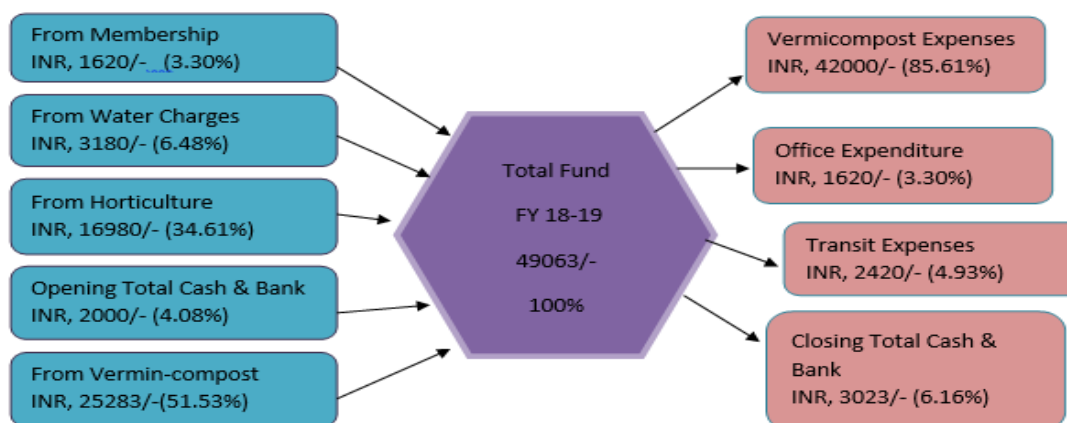 From Membership
INR, 1620/- (3.30%)
From Water Charges
INR, 3180/- (6.48%)
From Horticulture
INR, 16980/- (34.61%)
Opening Total Cash & Bank
INR, 2000/- (4.08%)
From Vermin-compost
INR, 25283/-(51.53%)
Total Fund
FY 18-19
49063/-
100%
Vermicompost Expenses
INR, 42000/- (85.61%)
Office Expenditure
INR, 1620/- (3.30%)
Transit Expenses
INR, 2420/- (4.93%)
Closing Total Cash &
Bank
INR, 3023/- (6.16%)